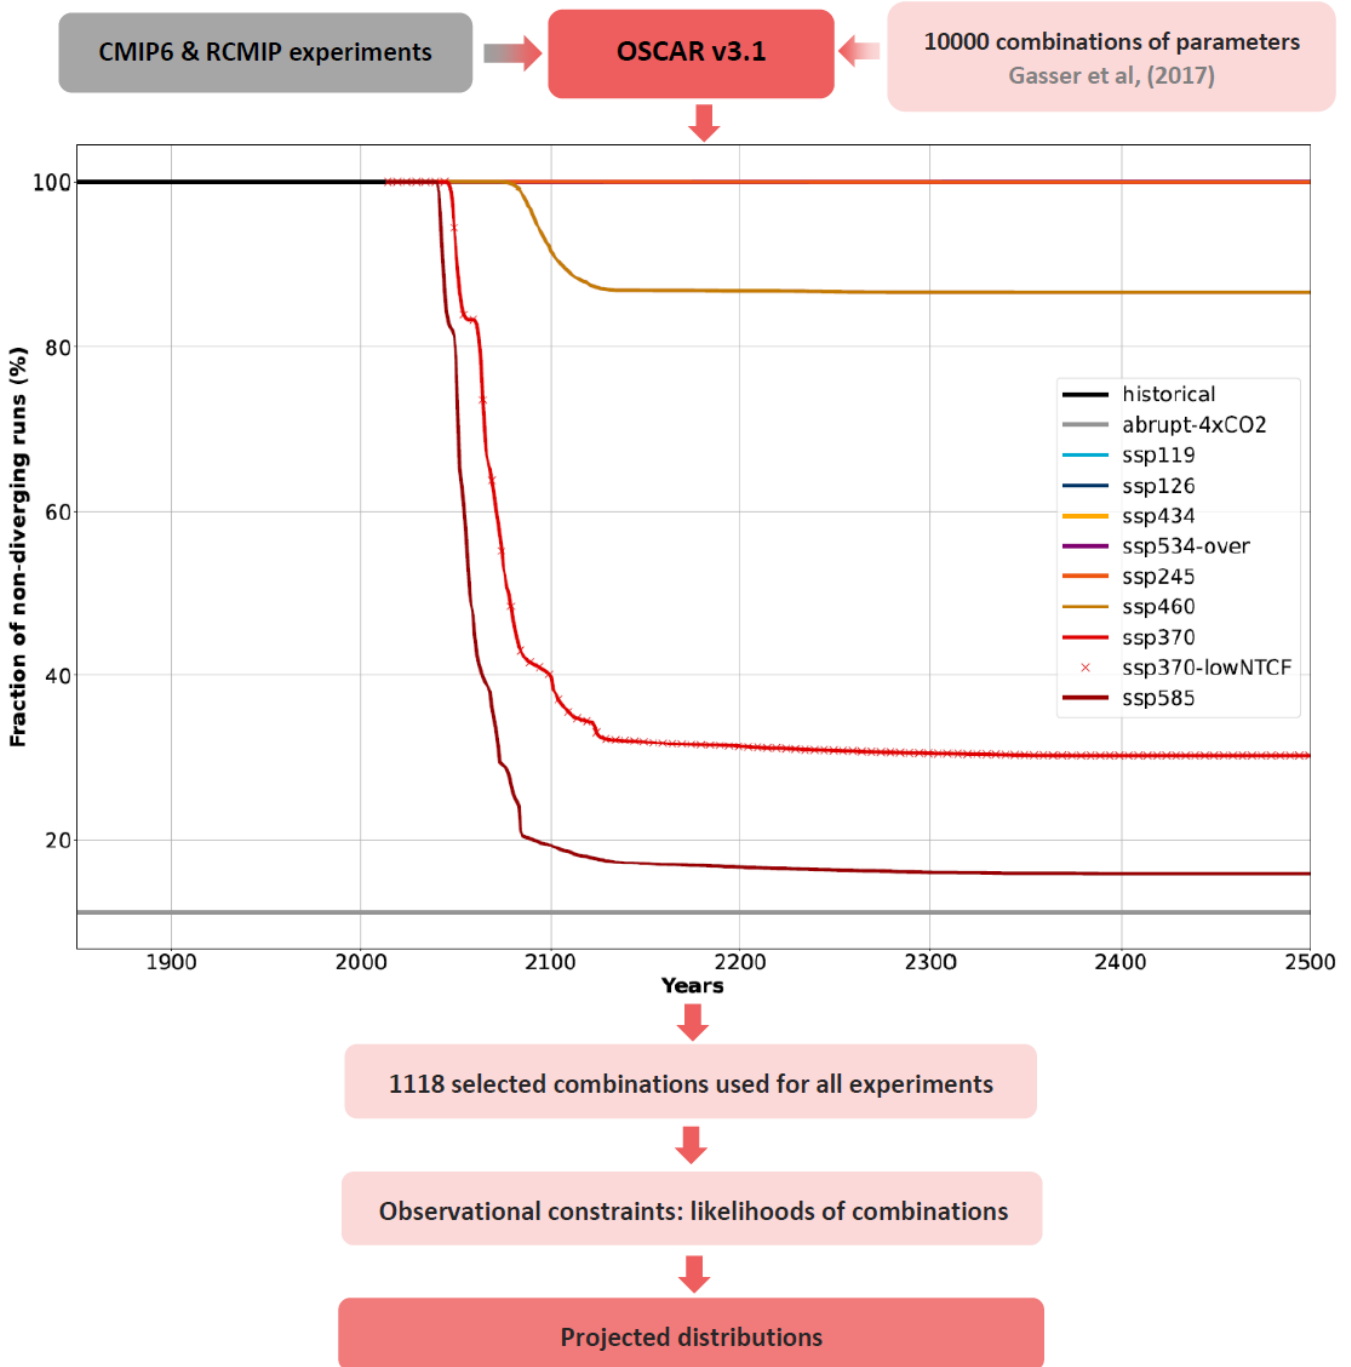 CMIP6 & RCMIP experiments
OSCAR v3.1
10000 combinations of parameters
Gasser et al, (2017)
Fraction of non-diverging runs (%)
100
80
60
40
20
historical
abrupt-4xCO2
ssp119
ssp126
ssp434
ssp534-over
ssp245
ssp460
ssp370
ssp370-lowNTCF
ssp585
1900
2000
2100
2200
2300
2400
2500
Years
1118 selected combinations used for all experiments
Observational constraints: likelihoods of combinations
Projected distributions